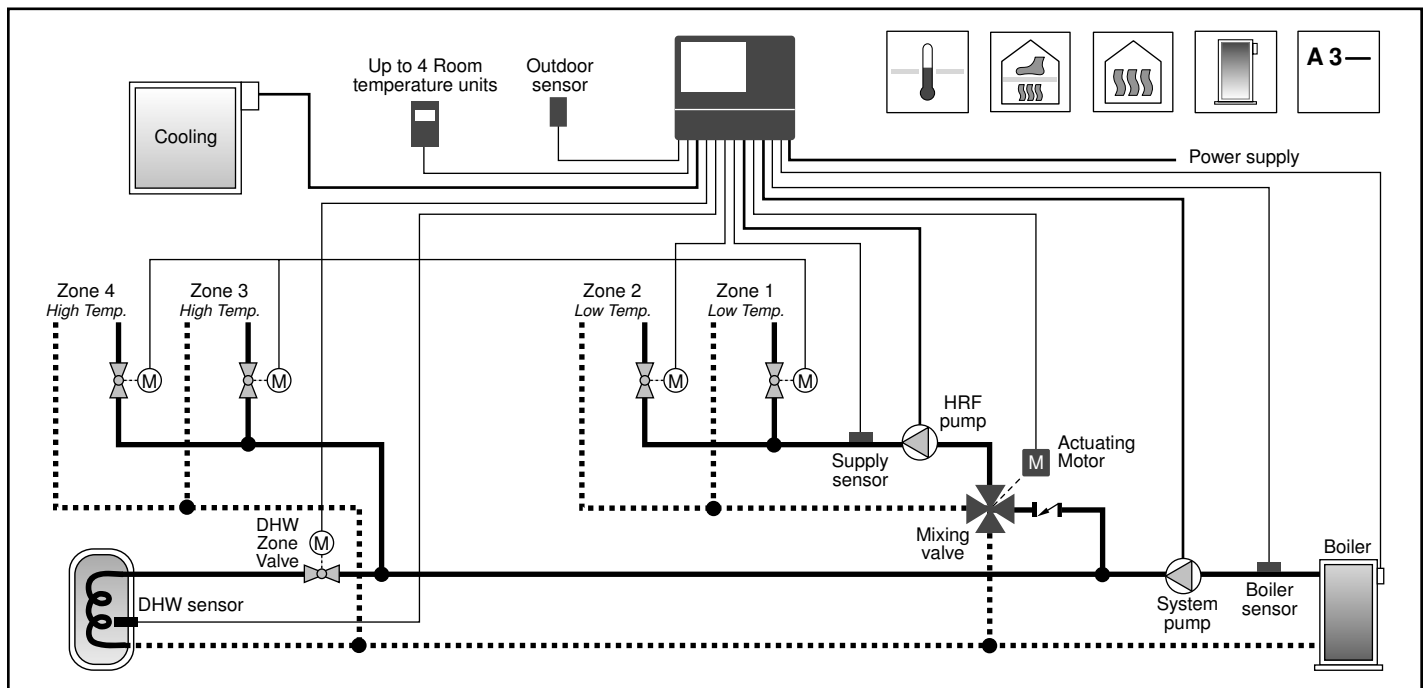 Up to 4 Room
temperature units
Outdoor
sensor
A 3—
Cooling
Power supply
Zone 4
High Temp.
Zone 3
High Temp.
Zone 2
Low Temp.
Zone 1
Low Temp.
M
M
M
M
HRF
pump
Supply
sensor
M
Actuating
Motor
Mixing
valve
DHW
Zone
Valve
M
Boiler
DHW sensor
System
pump
Boiler
sensor